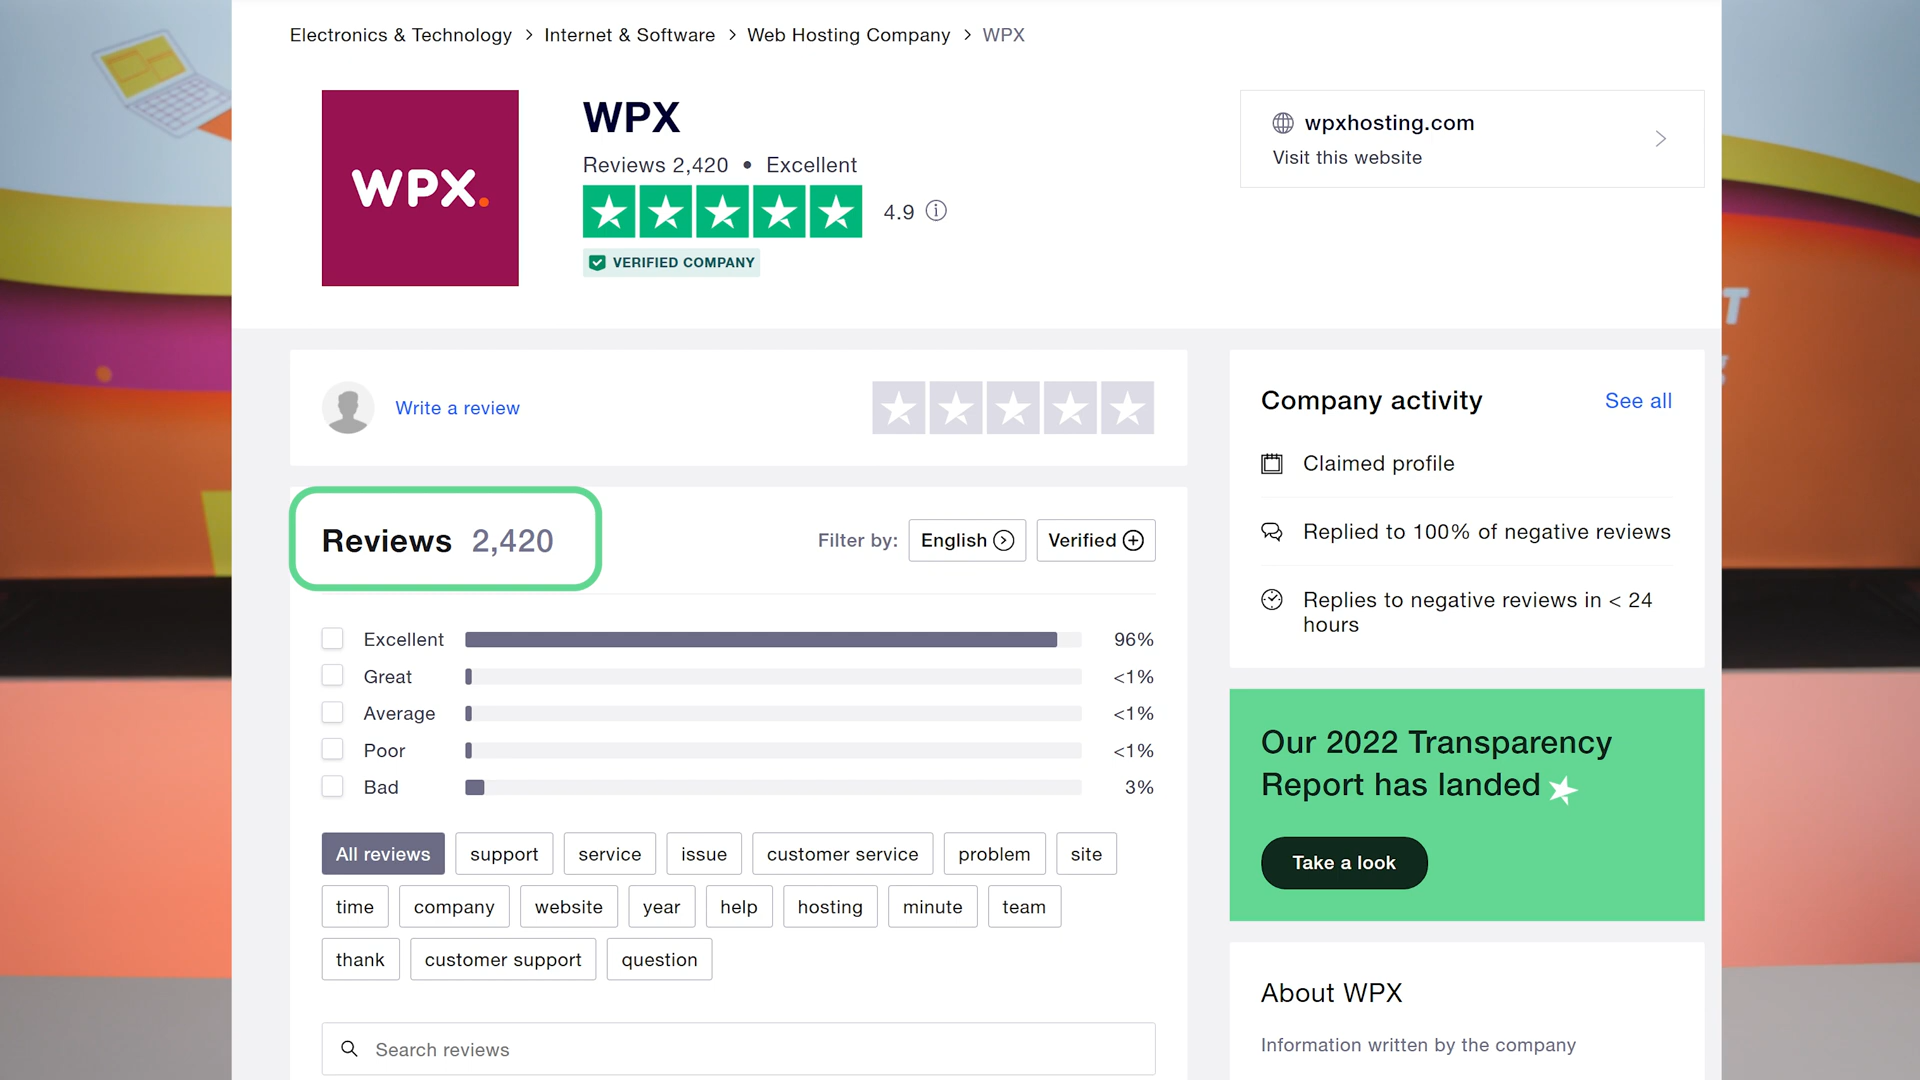 Electronics & Technology > Internet & Software > Web Hosting Company > WPX
WPX.
WPX
Reviews 2,420 • Excellent
4.9
VERIFIED COMPANY
wpxhosting.com
Visit this website
Write a review
Reviews 2,420
Filter by: English Verified
Excellent 96%
Great <1%
Average <1%
Poor <1%
Bad 3%
All reviews support service issue customer service problem site
time company website year help hosting minute team
thank customer support question
Search reviews
Company activity See all
Claimed profile
Replied to 100% of negative reviews
Replies to negative reviews in < 24
hours
Our 2022 Transparency
Report has landed
Take a look
About WPX
Information written by the company
T